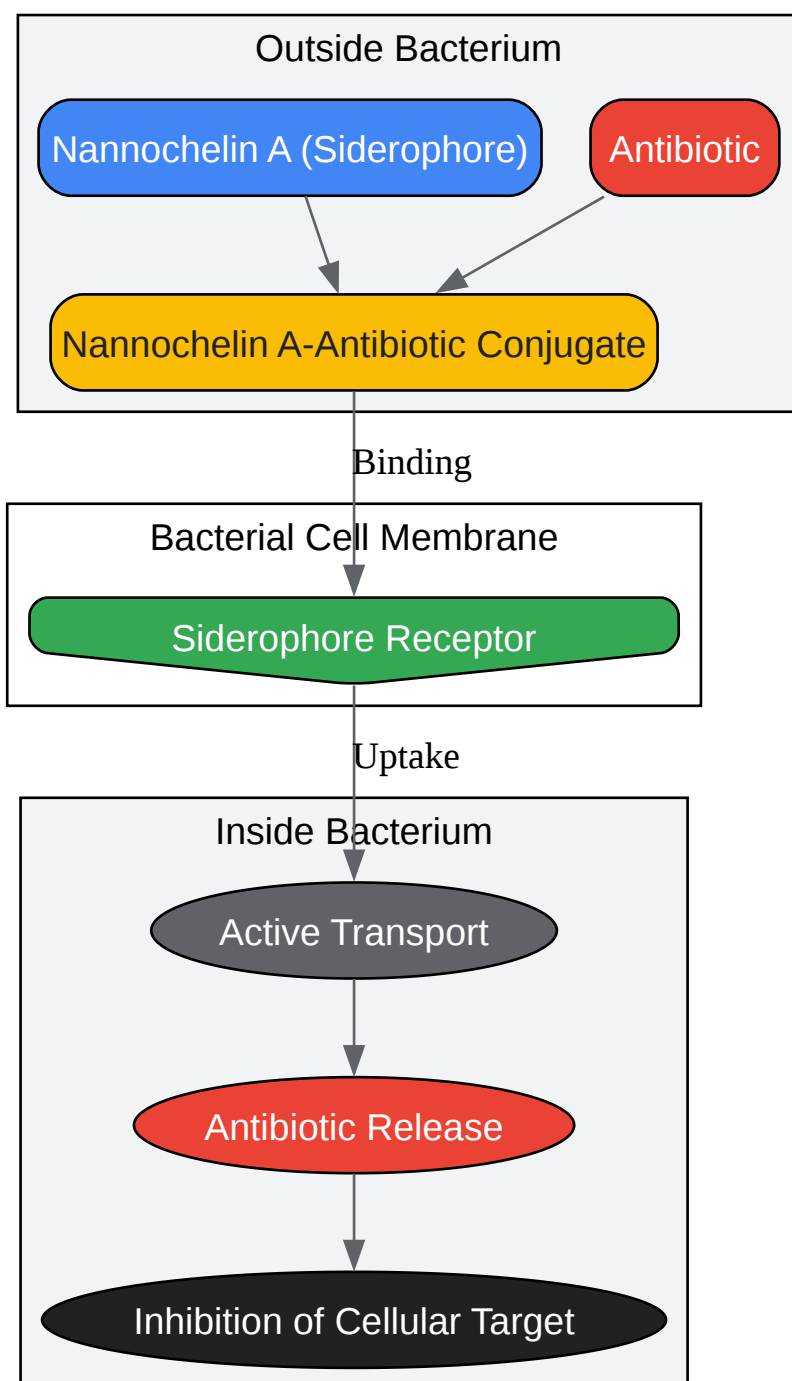 Outside Bacterium
Nannochelin A (Siderophore)
Antibiotic
Nannochelin A-Antibiotic Conjugate
Binding
Bacterial Cell Membrane
Siderophore Receptor
Uptake
Inside Bacterium
Active Transport
Antibiotic Release
Inhibition of Cellular Target